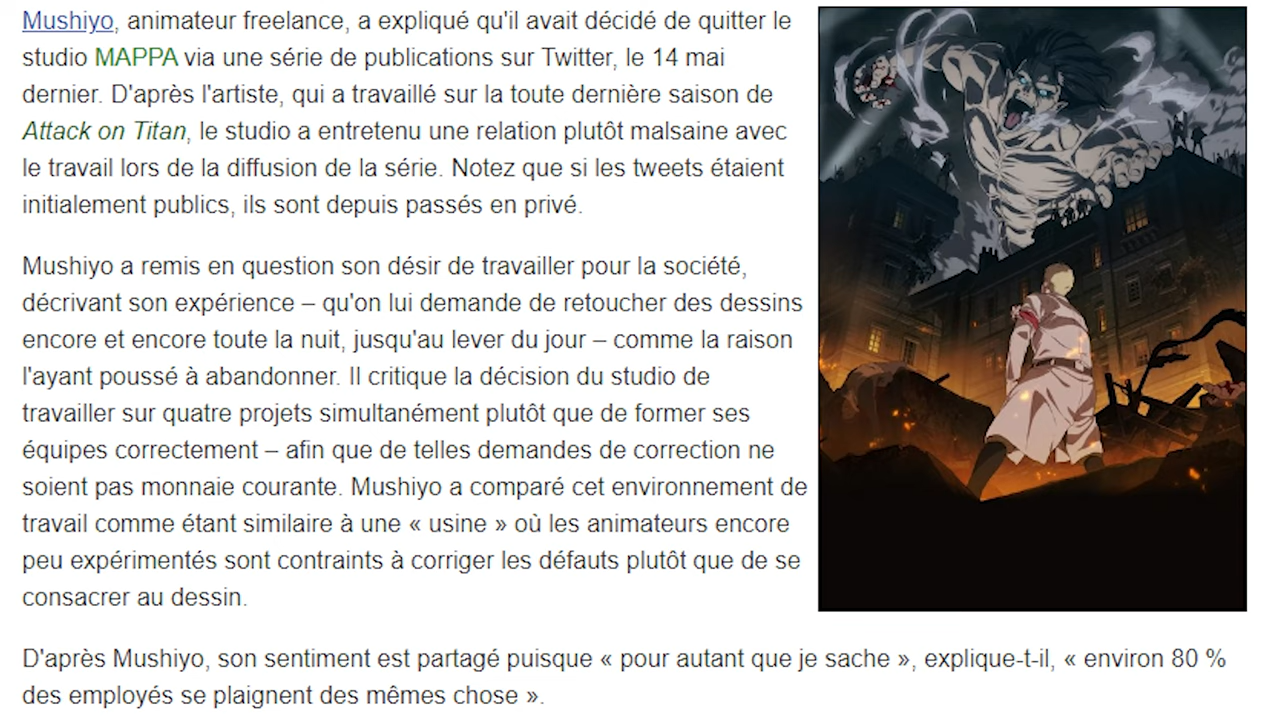 Mushiyo, animateur freelance, a expliqué qu'il avait décidé de quitter le
studio MAPPA via une série de publications sur Twitter, le 14 mai
dernier. D'après l'artiste, qui a travaillé sur la toute dernière saison de
Attack on Titan, le studio a entretenu une relation plutôt malsaine avec
le travail lors de la diffusion de la série. Notez que si les tweets étaient
initialement publics, ils sont depuis passés en privé.
Mushiyo a remis en question son désir de travailler pour la société,
décrivant son expérience – qu'on lui demande de retoucher des dessins
encore et encore toute la nuit, jusqu'au lever du jour – comme la raison
l'ayant poussé à abandonner. Il critique la décision du studio de
travailler sur quatre projets simultanément plutôt que de former ses
équipes correctement – afin que de telles demandes de correction ne
soient pas monnaie courante. Mushiyo a comparé cet environnement de
travail comme étant similaire à une « usine » où les animateurs encore
peu expérimentés sont contraints à corriger les défauts plutôt que de se
consacrer au dessin.
D'après Mushiyo, son sentiment est partagé puisque « pour autant que je sache », explique-t-il, « environ 80 %
des employés se plaignent des mêmes chose ».